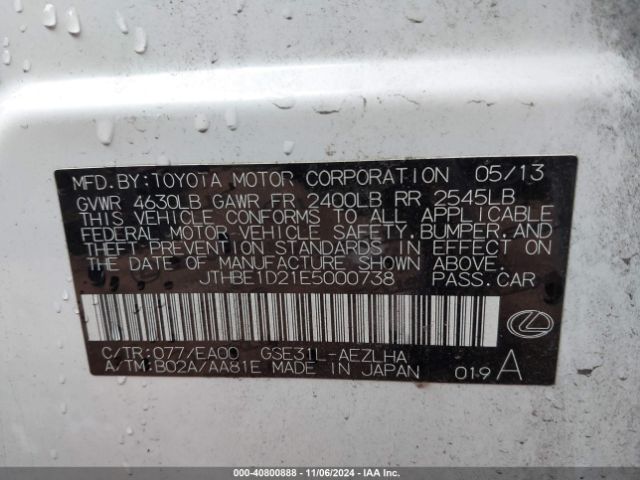 MFD.BY:TOYOTA MOTOR CORPORATION 05/13
GVWR 4630LB GAWR FR 2400LB RR 2545LB
THIS VEHICLE CONFORMS TO ALL APPLICABLE
FEDERAL MOTOR VEHICLE SAFETY,BUMPER,AND
THEFT PREVENTION STANDARDS IN EFFECT ON
THE DATE OF MANUFACTURE SHOWN ABOVE.
JTHBE1D21E5000738 PASS.CAR
C/TR:077/EA00 GSE31L-AEZLHA
A/TM:B02A/AA81E MADE IN JAPAN 019 A
000-40800888 - 11/06/2024 - IAA Inc.